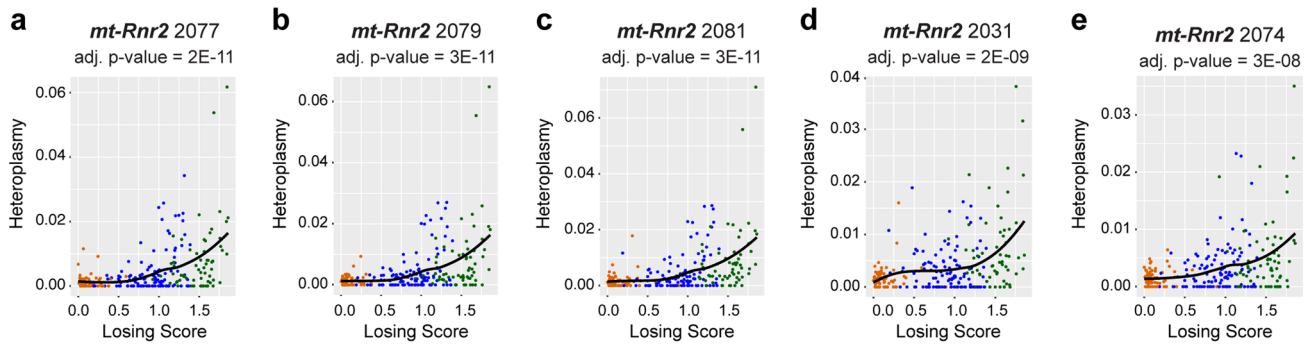 a
mt-Rnr2 2077
adj. p-value = 2E-11
Heteroplasmy
0.06
0.04
0.02
0.00
0.0 0.5 1.0 1.5
Losing Score
b
mt-Rnr2 2079
adj. p-value = 3E-11
Heteroplasmy
0.06
0.04
0.02
0.00
0.0 0.5 1.0 1.5
Losing Score
c
mt-Rnr2 2081
adj. p-value = 3E-11
Heteroplasmy
0.06
0.04
0.02
0.00
0.0 0.5 1.0 1.5
Losing Score
d
mt-Rnr2 2031
adj. p-value = 2E-09
Heteroplasmy
0.04
0.03
0.02
0.01
0.00
0.0 0.5 1.0 1.5
Losing Score
e
mt-Rnr2 2074
adj. p-value = 3E-08
Heteroplasmy
0.03
0.02
0.01
0.00
0.0 0.5 1.0 1.5
Losing Score